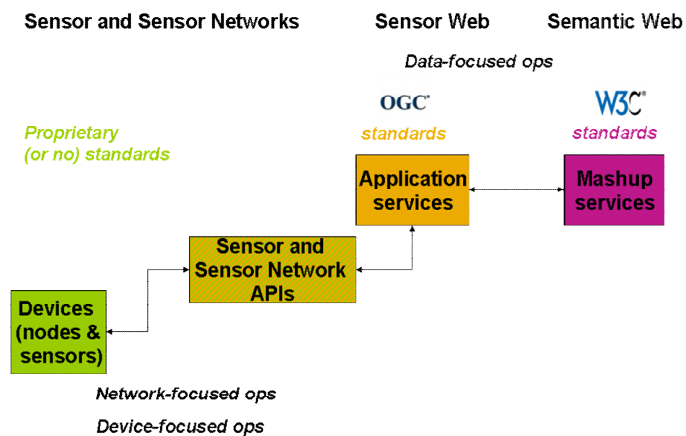 Sensor and Sensor Networks
Sensor Web
Semantic Web
Data-focused ops
OGC®
W3C®
Proprietary
(or no) standards
standards
standards
Application
services
Mashup
services
Sensor and
Sensor Network
APIs
Devices
(nodes &
sensors)
Network-focused ops
Device-focused ops